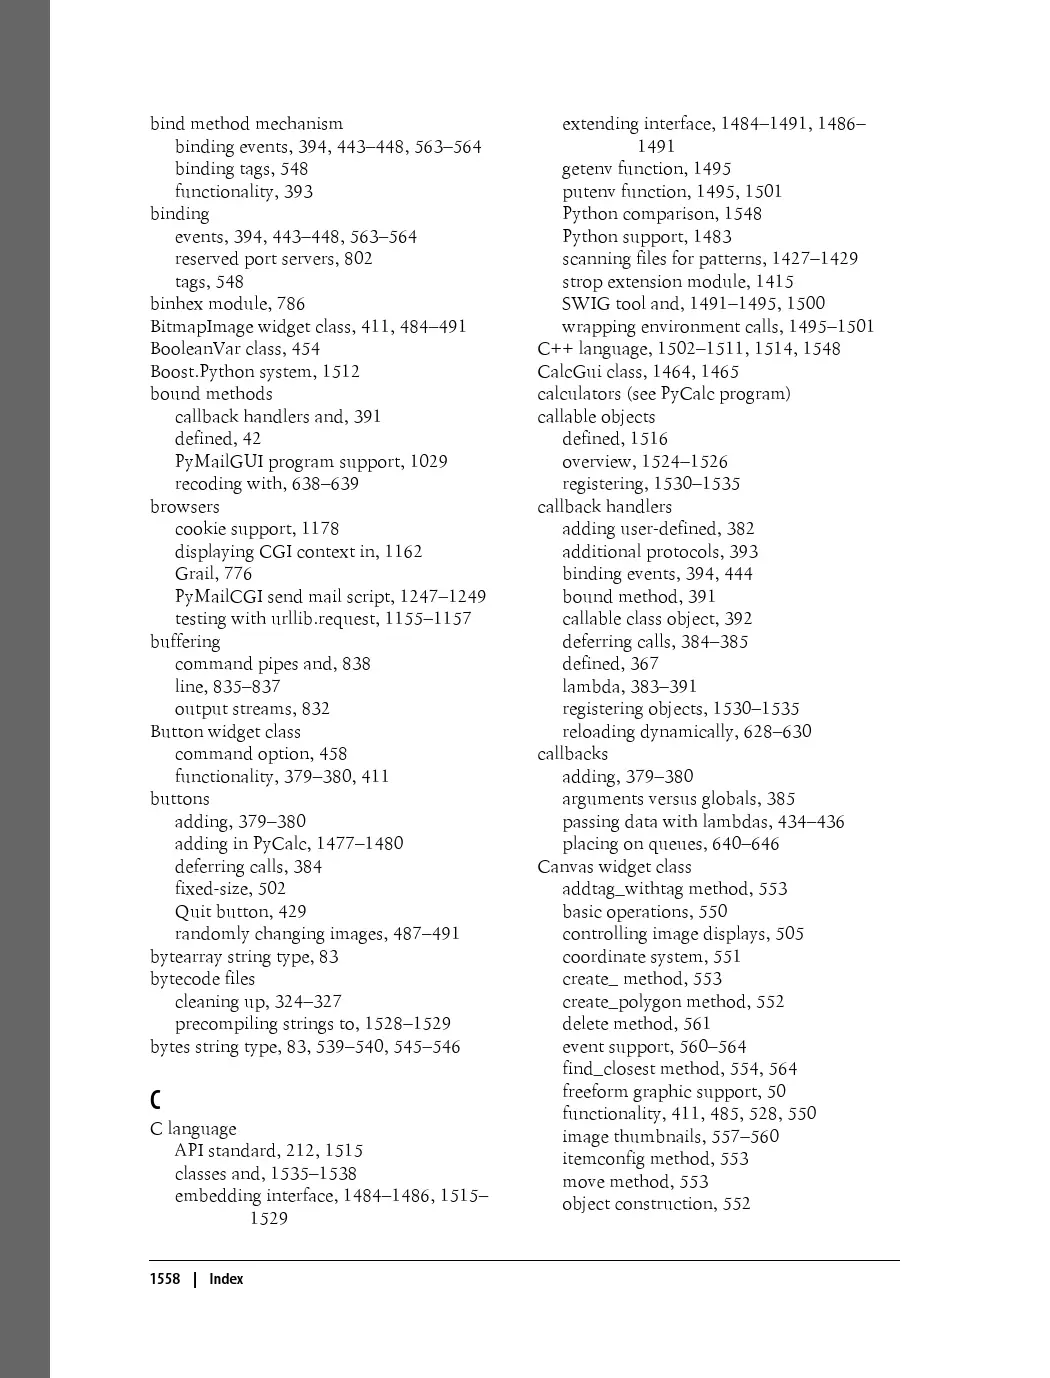 bind method mechanism
binding events, 394, 443–448, 563–564
binding tags, 548
functionality, 393
binding
events, 394, 443–448, 563–564
reserved port servers, 802
tags, 548
binhex module, 786
BitmapImage widget class, 411, 484–491
BooleanVar class, 454
Boost.Python system, 1512
bound methods
callback handlers and, 391
defined, 42
PyMailGUI program support, 1029
recoding with, 638–639
browsers
cookie support, 1178
displaying CGI context in, 1162
Grail, 776
PyMailCGI send mail script, 1247–1249
testing with urllib.request, 1155–1157
buffering
command pipes and, 838
line, 835–837
output streams, 832
Button widget class
command option, 458
functionality, 379–380, 411
buttons
adding, 379–380
adding in PyCalc, 1477–1480
deferring calls, 384
fixed-size, 502
Quit button, 429
randomly changing images, 487–491
bytearray string type, 83
bytecode files
cleaning up, 324–327
precompiling strings to, 1528–1529
bytes string type, 83, 539–540, 545–546
C
C language
API standard, 212, 1515
classes and, 1535–1538
embedding interface, 1484–1486, 1515–
1529
extending interface, 1484–1491, 1486–
1491
getenv function, 1495
putenv function, 1495, 1501
Python comparison, 1548
Python support, 1483
scanning files for patterns, 1427–1429
strop extension module, 1415
SWIG tool and, 1491–1495, 1500
wrapping environment calls, 1495–1501
C++ language, 1502–1511, 1514, 1548
CalcGui class, 1464, 1465
calculators (see PyCalc program)
callable objects
defined, 1516
overview, 1524–1526
registering, 1530–1535
callback handlers
adding user-defined, 382
additional protocols, 393
binding events, 394, 444
bound method, 391
callable class object, 392
deferring calls, 384–385
defined, 367
lambda, 383–391
registering objects, 1530–1535
reloading dynamically, 628–630
callbacks
adding, 379–380
arguments versus globals, 385
passing data with lambdas, 434–436
placing on queues, 640–646
Canvas widget class
addtag_withtag method, 553
basic operations, 550
controlling image displays, 505
coordinate system, 551
create_ method, 553
create_polygon method, 552
delete method, 561
event support, 560–564
find_closest method, 554, 564
freeform graphic support, 50
functionality, 411, 485, 528, 550
image thumbnails, 557–560
itemconfig method, 553
move method, 553
object construction, 552
1558 | Index